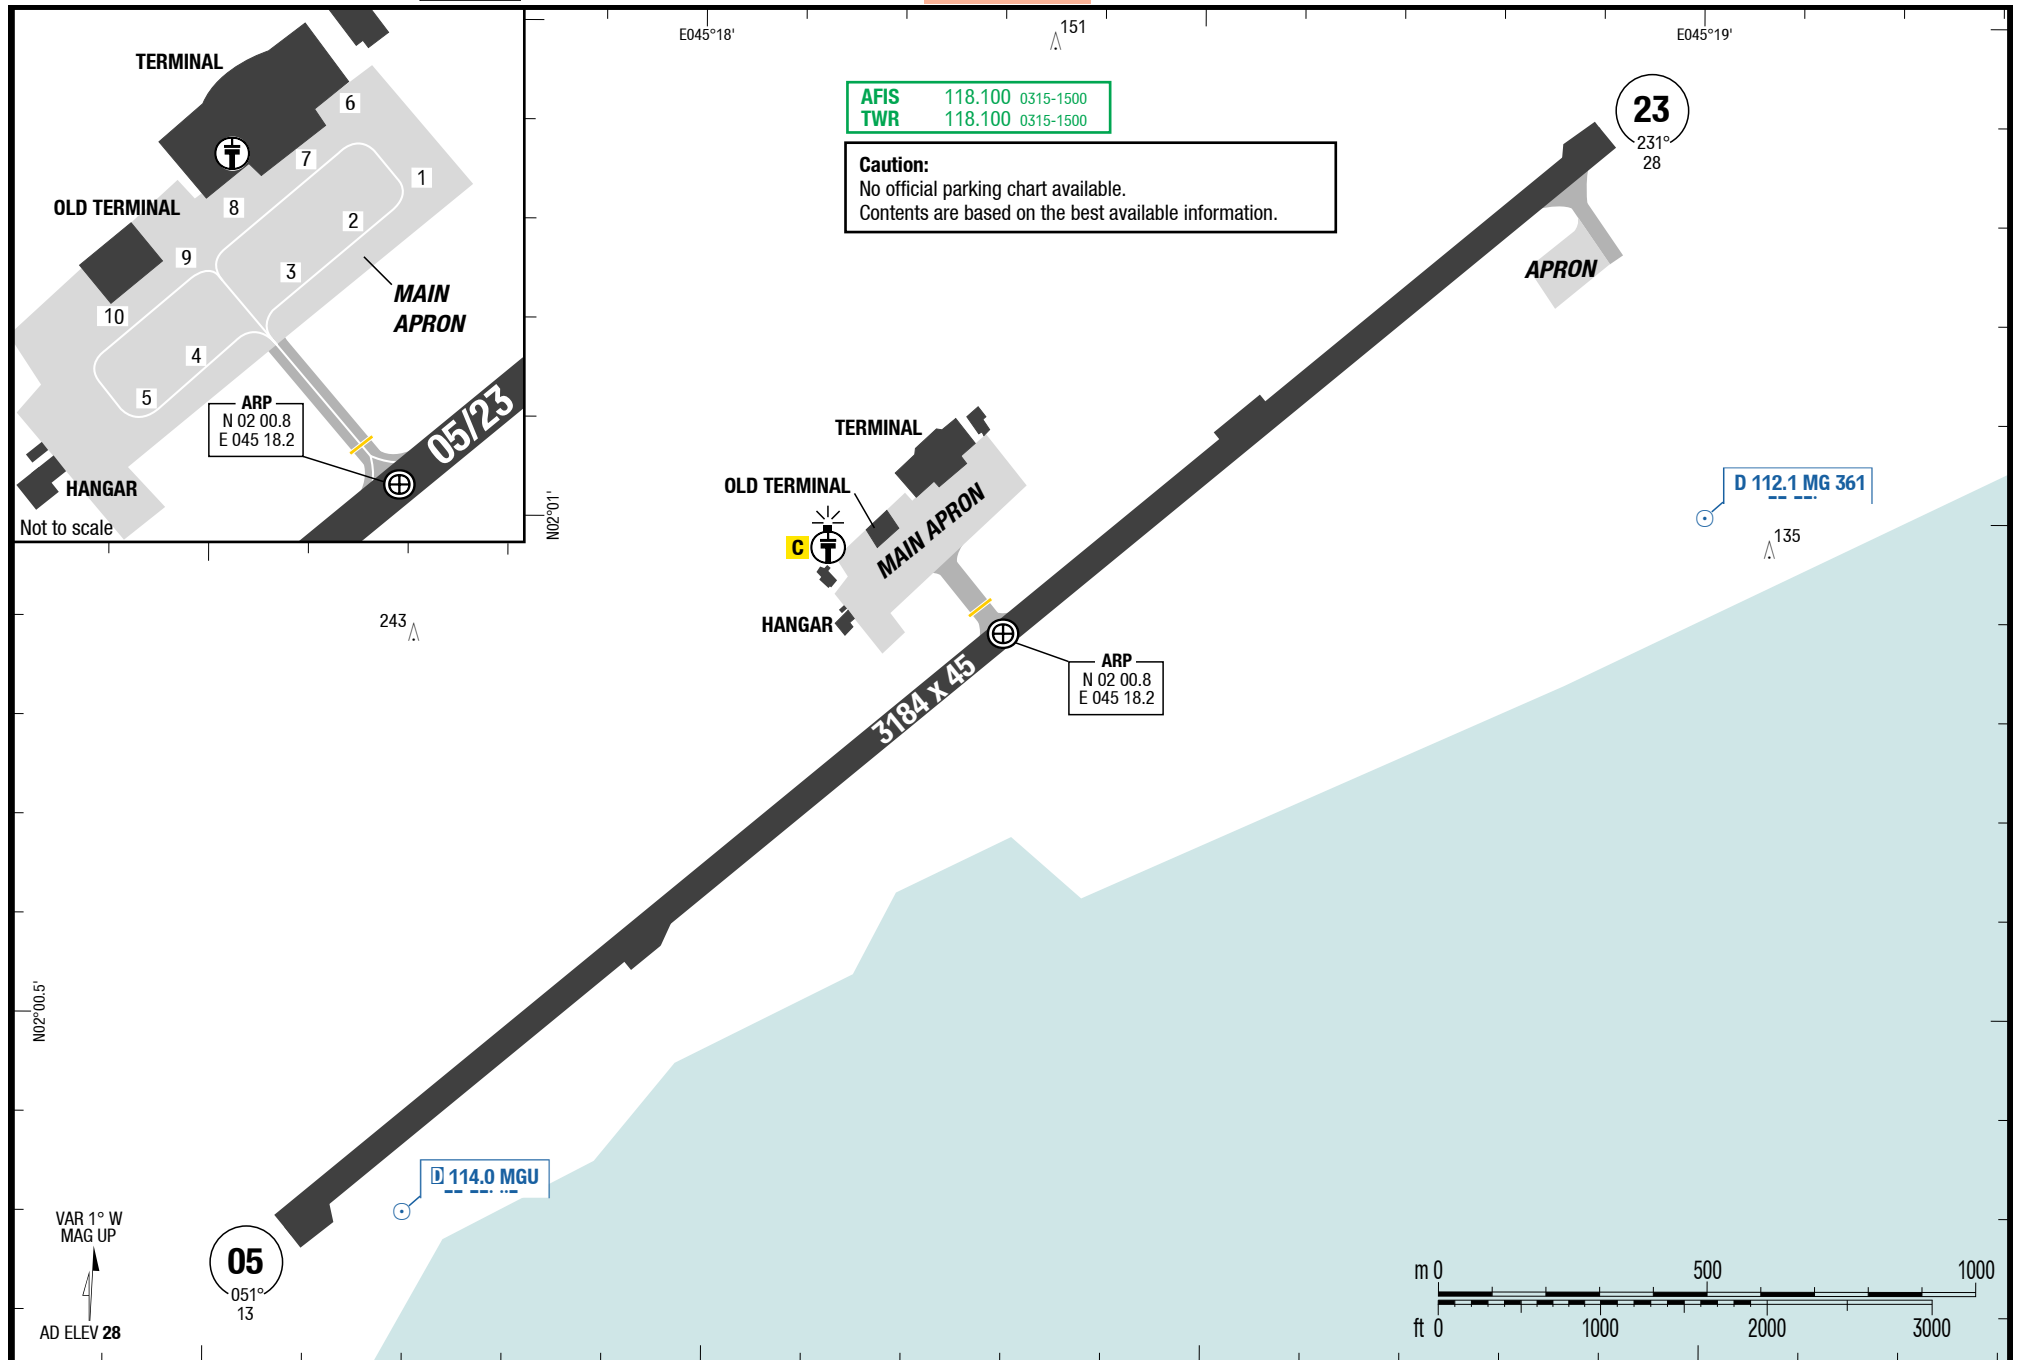 TERMINAL
6
7
1
OLD TERMINAL
8
2
9
3
MAIN
APRON
10
4
5
ARP
N 02 00.8
E 045 18.2
05/23
HANGAR
Not to scale
E045°18'
151
E045°19'
AFIS 118.100 0315-1500
TWR 118.100 0315-1500
Caution:
No official parking chart available.
Contents are based on the best available information.
23
231°
28
APRON
TERMINAL
OLD TERMINAL
MAIN APRON
C
HANGAR
D 112.1 MG 361
135
N02°01'
243
ARP
N 02 00.8
E 045 18.2
3184 x 45
N02°00.5'
D 114.0 MGU
VAR 1° W
MAG UP
AD ELEV 28
05
051°
13
m 0 500 1000
ft 0 1000 2000 3000